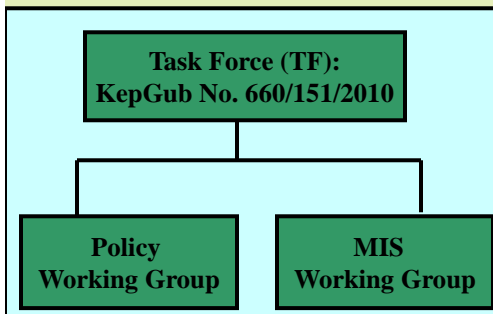 Task Force (TF):
KepGub No. 660/151/2010
Policy
Working Group
MIS
Working Group